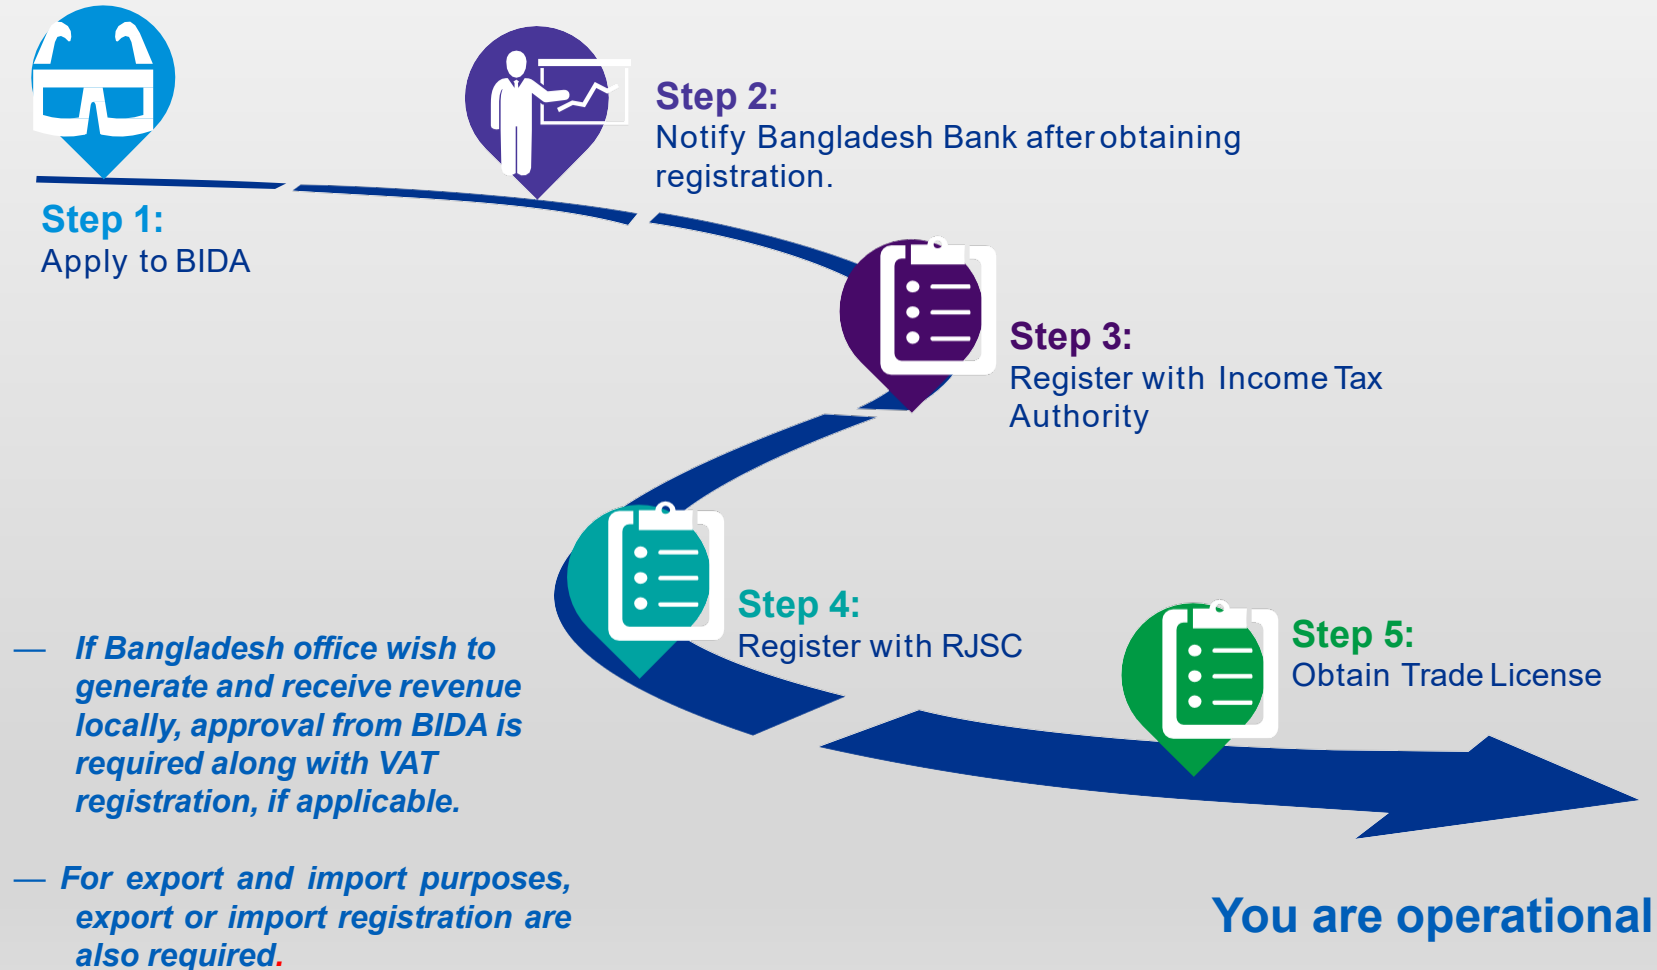 Step 1:
Apply to BIDA
Step 2:
Notify Bangladesh Bank after obtaining
registration.
Step 3:
Register with Income Tax
Authority
Step 4:
Register with RJSC
Step 5:
Obtain Trade License
— If Bangladesh office wish to
generate and receive revenue
locally, approval from BIDA is
required along with VAT
registration, if applicable.
— For export and import purposes,
export or import registration are
also required.
You are operational